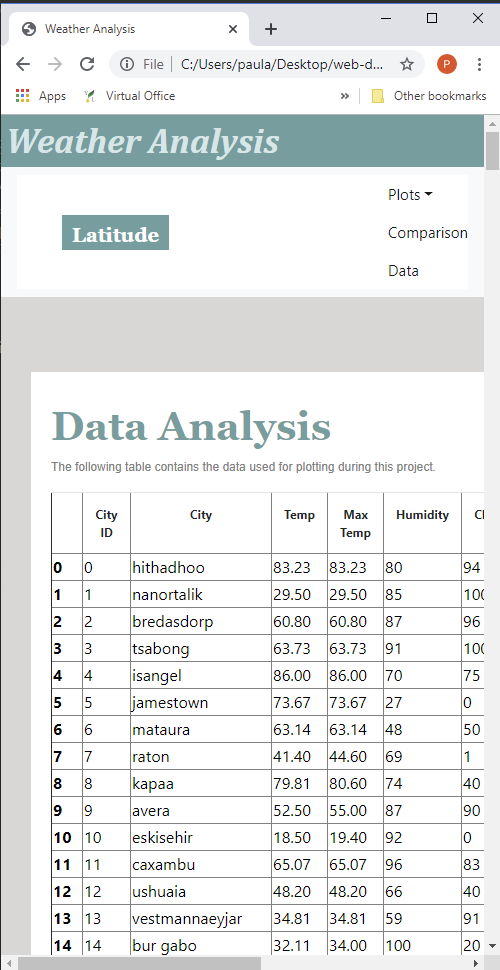 Weather Analysis
File C:/Users/paula/Desktop/web-d... P
Apps Virtual Office » Other bookmarks
Weather Analysis
Plots
Latitude
Comparison
Data
Data Analysis
The following table contains the data used for plotting during this project.
City ID City Temp Max Temp Humidity Cl
0 0 hithadhoo 83.23 83.23 80 94
1 1 nanortalik 29.50 29.50 85 100
2 2 bredasdorp 60.80 60.80 87 96
3 3 tsabong 63.73 63.73 91 100
4 4 isangel 86.00 86.00 70 75
5 5 jamestown 73.67 73.67 27 0
6 6 mataura 63.14 63.14 48 50
7 7 raton 41.40 44.60 69 1
8 8 kapaa 79.81 80.60 74 40
9 9 avera 52.50 55.00 87 90
10 10 eskisehir 18.50 19.40 92 0
11 11 caxambu 65.07 65.07 96 83
12 12 ushuaia 48.20 48.20 66 40
13 13 vestmannaeyjar 34.81 34.81 59 91
14 14 bur gabo 32.11 34.00 100 20